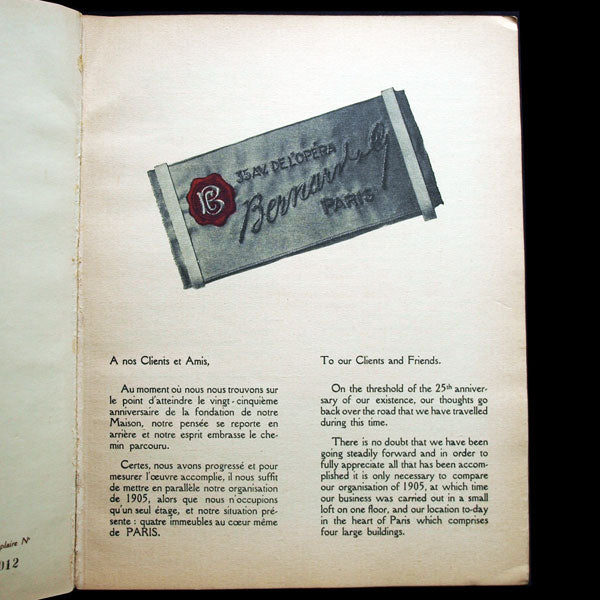 35 AV. DE L'OPÉRA
B
Bernard & Cie
PARIS
A nos Clients et Amis,
Au moment où nous nous trouvons sur
le point d'atteindre le vingt-cinquième
anniversaire de la fondation de notre
Maison, notre pensée se reporte en
arrière et notre esprit embrasse le che-
min parcouru.
Certes, nous avons progressé et pour
mesurer l'œuvre accomplie, il nous suffit
de mettre en parallèle notre organisation
de 1905, alors que nous n'occupions
qu'un seul étage, et notre situation pré-
sente : quatre immeubles au cœur même
de PARIS.
To our Clients and Friends.
On the threshold of the 25th anniver-
sary of our existence, our thoughts go
back over the road that we have travelled
during this time.
There is no doubt that we have been
going steadily forward and in order to
fully appreciate all that has been accom-
plished it is only necessary to compare
our organisation of 1905, at which time
our business was carried out in a small
loft on one floor, and our location to-day
in the heart of Paris which comprises
four large buildings.
plaire N°
912